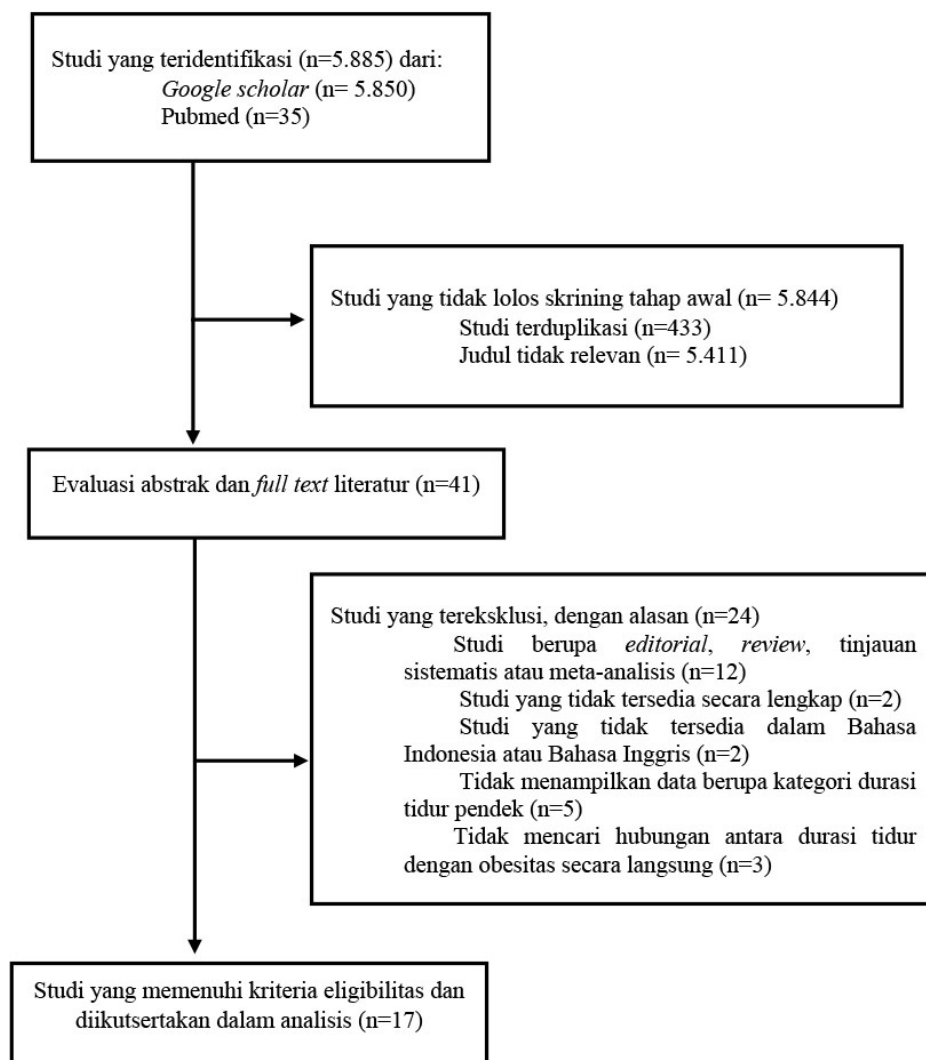 Studi yang teridentifikasi (n=5.885) dari:
Google scholar (n= 5.850)
Pubmed (n=35)
Studi yang tidak lolos skrining tahap awal (n= 5.844)
Studi terduplikasi (n=433)
Judul tidak relevan (n= 5.411)
Evaluasi abstrak dan full text literatur (n=41)
Studi yang tereksklusi, dengan alasan (n=24)
Studi berupa editorial, review, tinjauan
sistematis atau meta-analisis (n=12)
Studi yang tidak tersedia secara lengkap (n=2)
Studi yang tidak tersedia dalam Bahasa
Indonesia atau Bahasa Inggris (n=2)
Tidak menampilkan data berupa kategori durasi
tidur pendek (n=5)
Tidak mencari hubungan antara durasi tidur
dengan obesitas secara langsung (n=3)
Studi yang memenuhi kriteria eligibilitas dan
diikutsertakan dalam analisis (n=17)